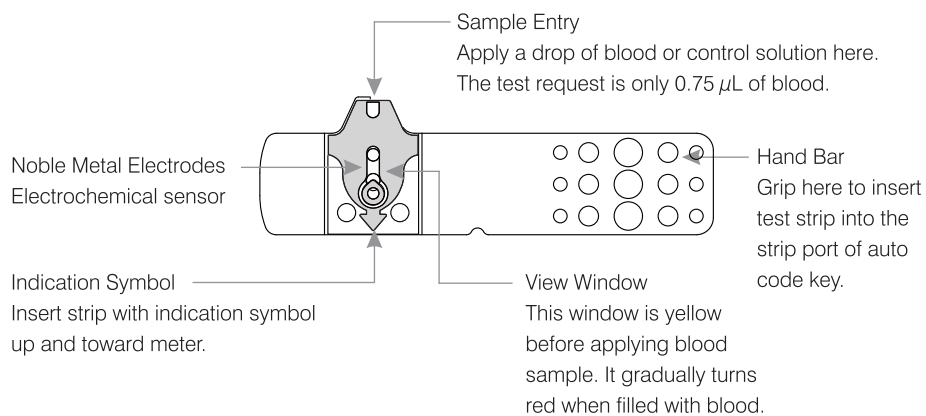 Sample Entry
Apply a drop of blood or control solution here.
The test request is only 0.75 μL of blood.
Noble Metal Electrodes
Electrochemical sensor
Hand Bar
Grip here to insert
test strip into the
strip port of auto
code key.
Indication Symbol
Insert strip with indication symbol
up and toward meter.
View Window
This window is yellow
before applying blood
sample. It gradually turns
red when filled with blood.